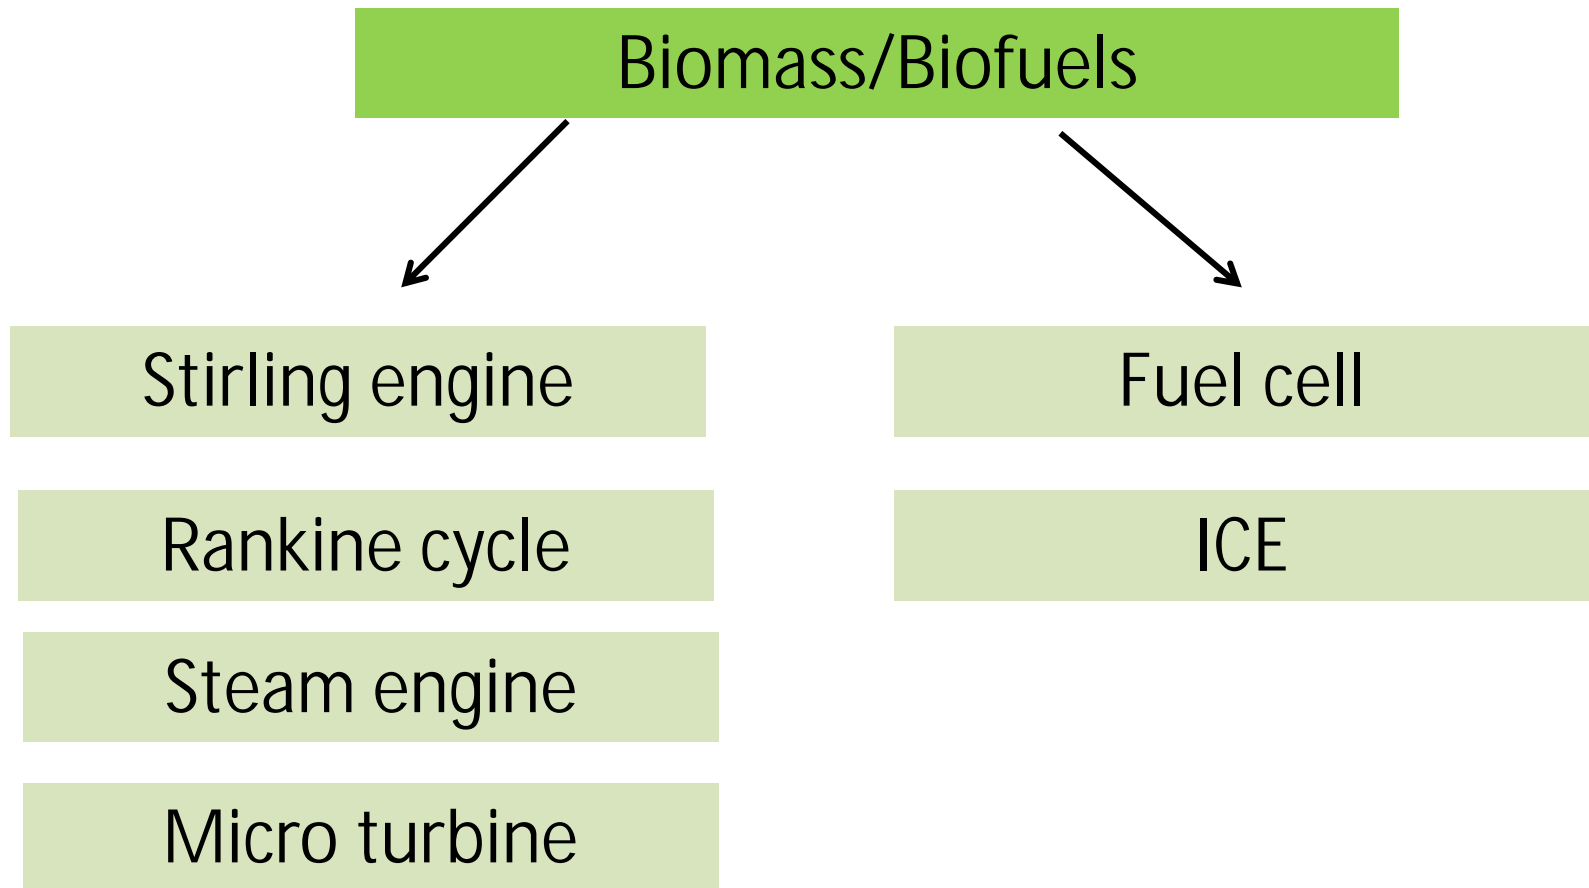 Biomass/Biofuels
Stirling engine
Fuel cell
Rankine cycle
ICE
Steam engine
Micro turbine